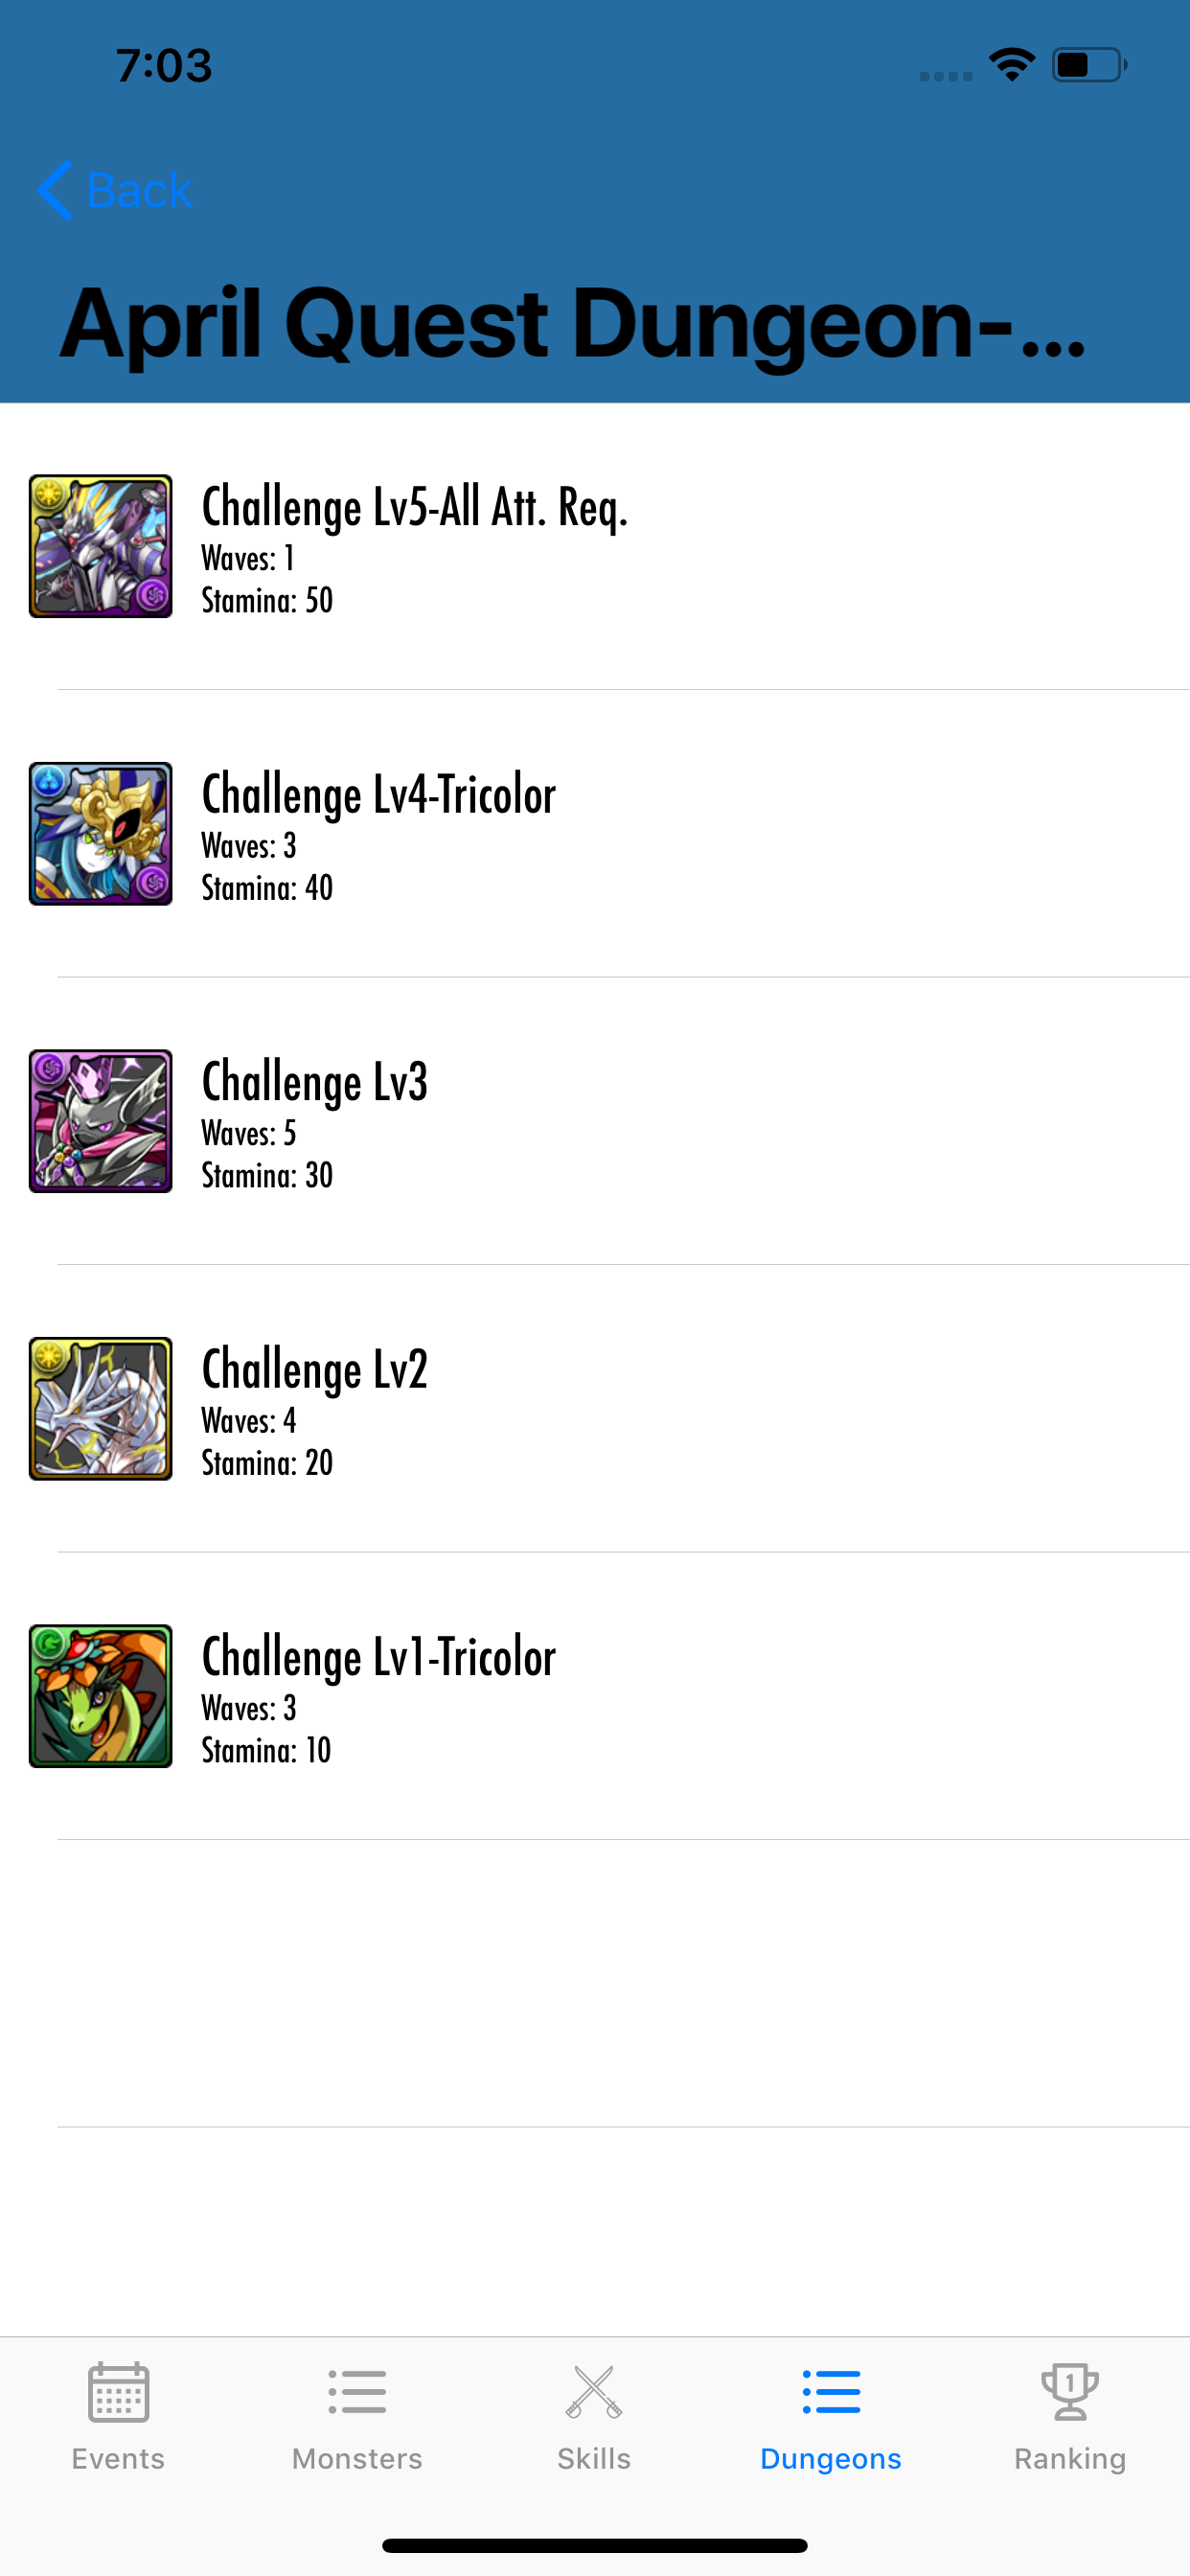 7:03
Back
April Quest Dungeon-...
Challenge Lv5-All Att. Req.
Waves: 1
Stamina: 50
Challenge Lv4-Tricolor
Waves: 3
Stamina: 40
Challenge Lv3
Waves: 5
Stamina: 30
Challenge Lv2
Waves: 4
Stamina: 20
Challenge Lv1-Tricolor
Waves: 3
Stamina: 10
1
Events Monsters Skills Dungeons Ranking